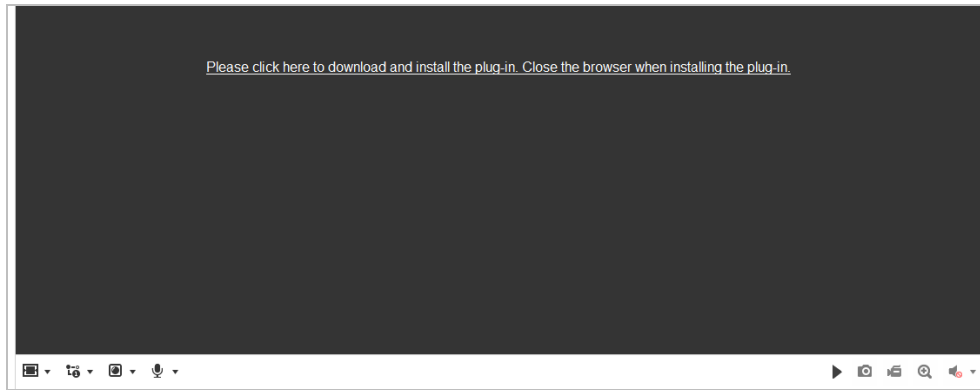 Please click here to download and install the plug-in. Close the browser when installing the plug-in.